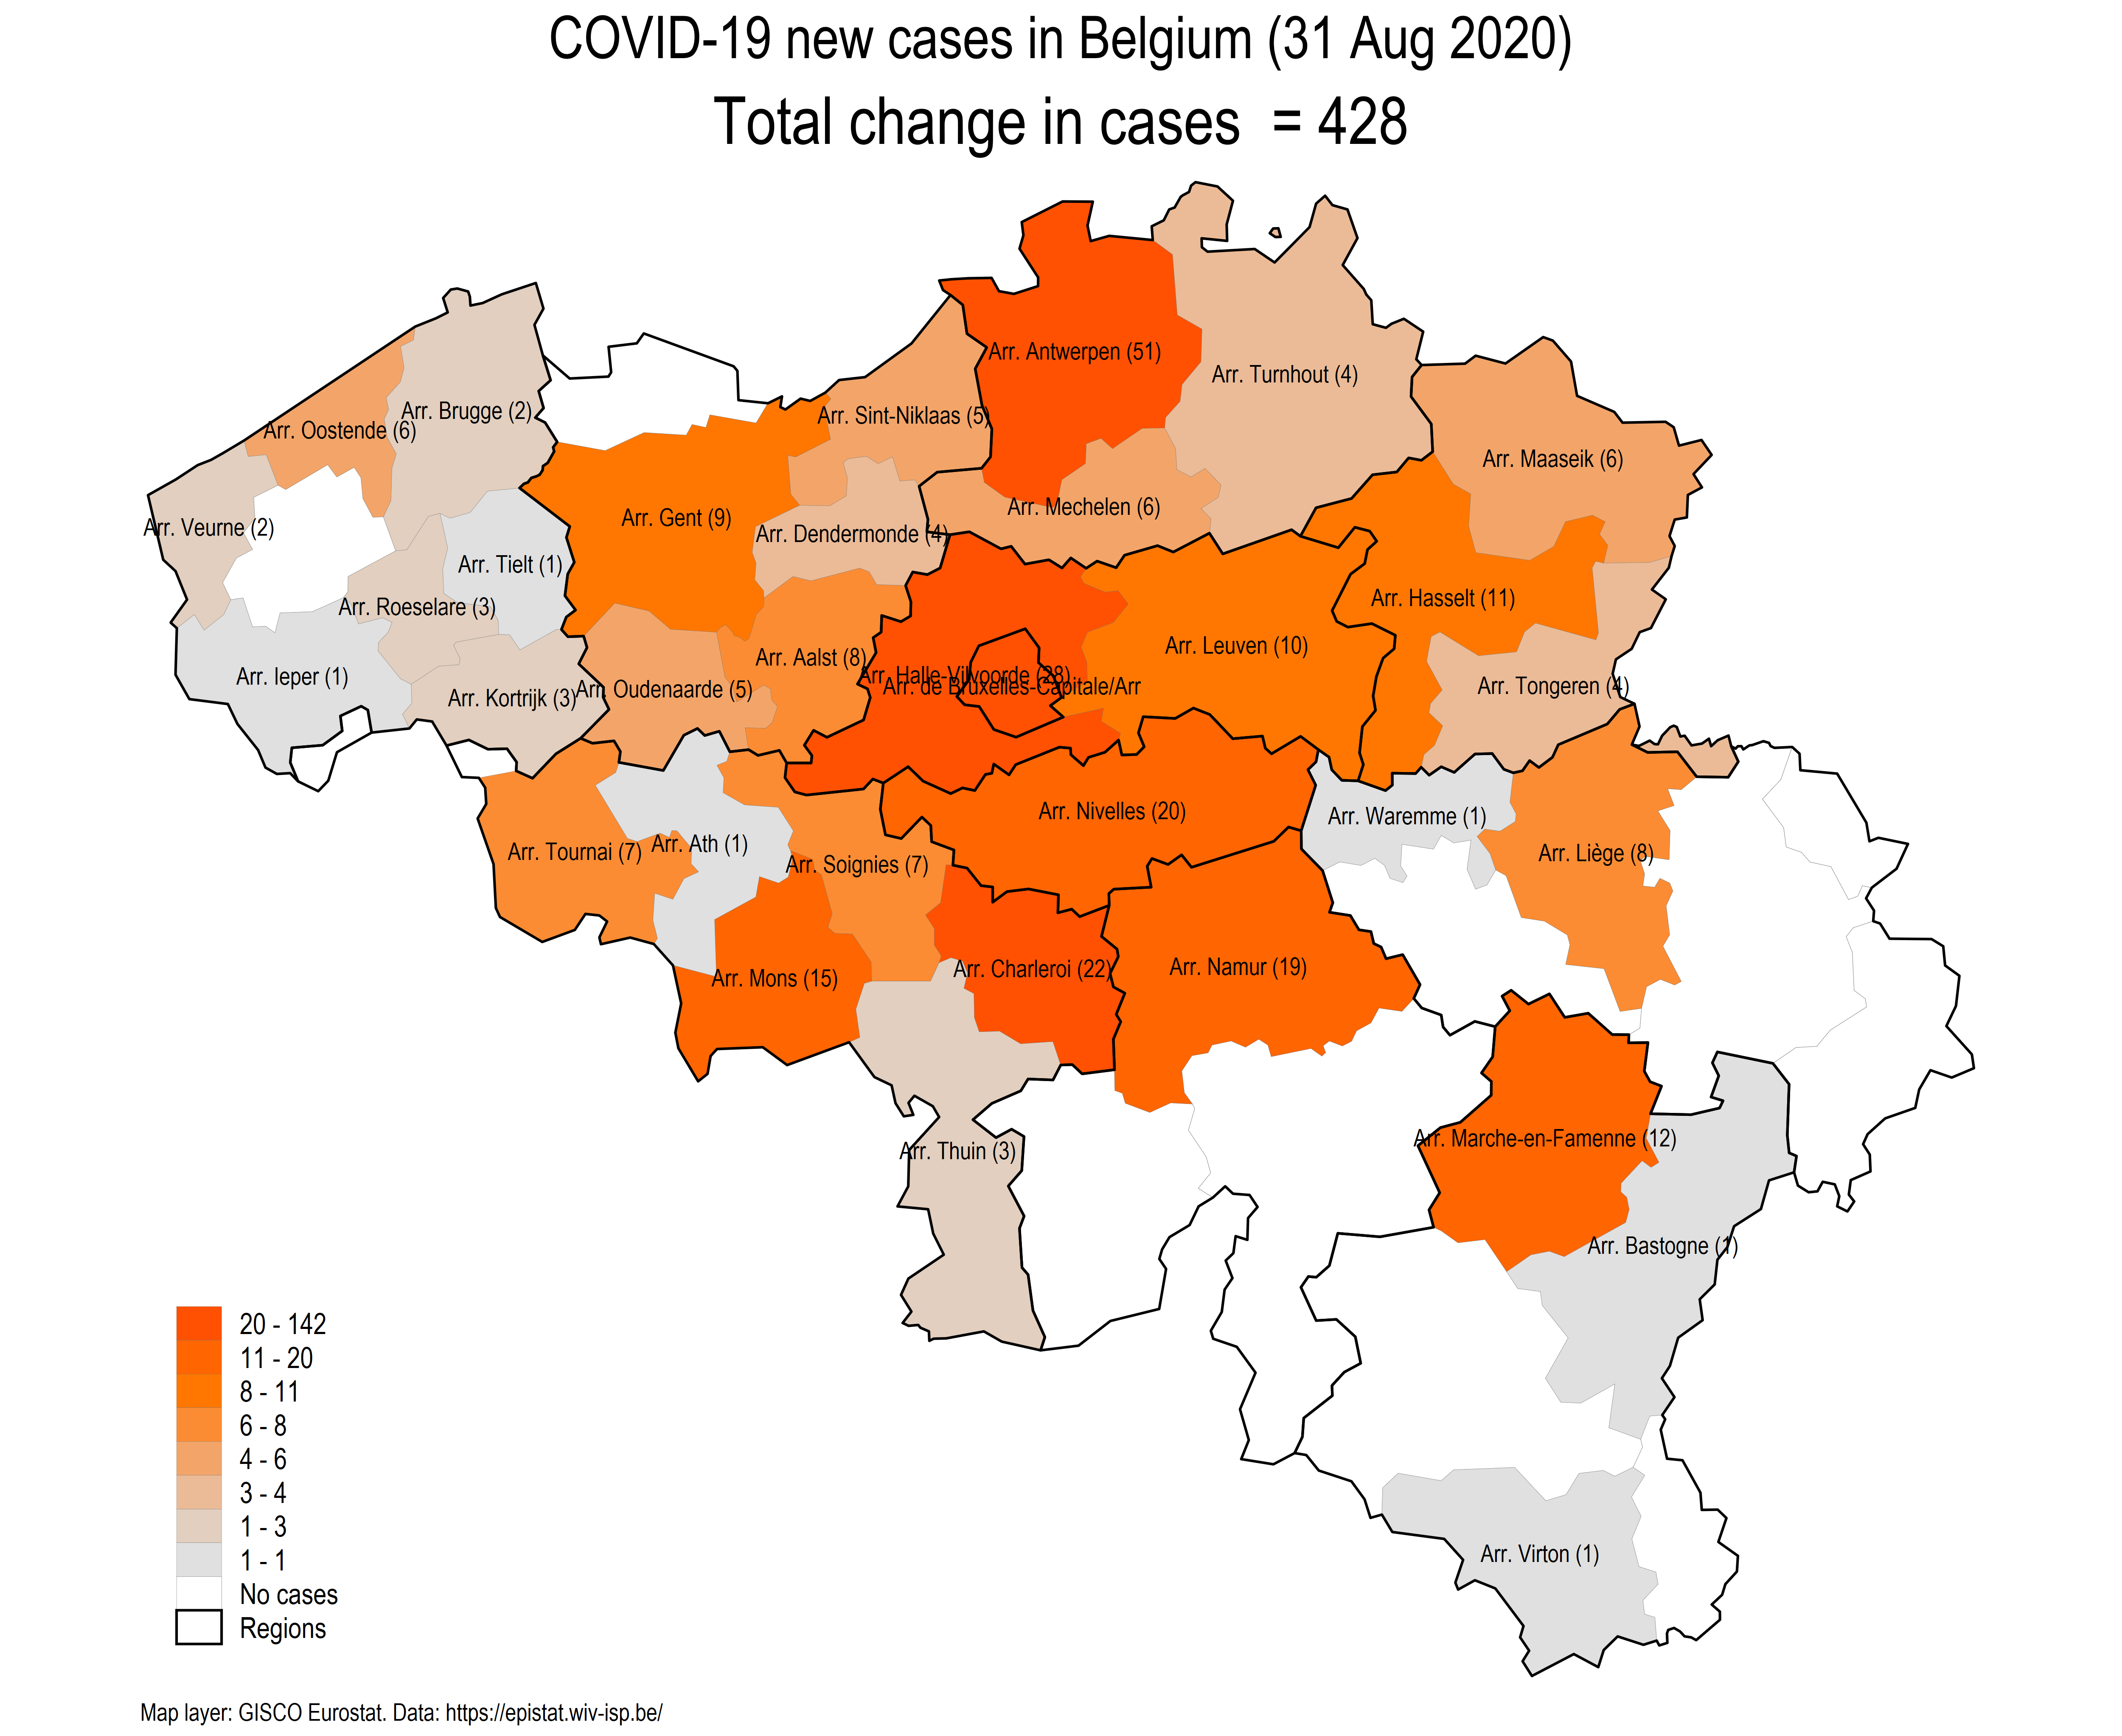 COVID-19 new cases in Belgium (31 Aug 2020)
Total change in cases = 428
Arr. Antwerpen (51)
Arr. Turnhout (4)
Arr. Brugge (2)
Arr. Oostende (6)
Arr. Sint-Niklaas (5)
Arr. Maaseik (6)
Arr. Veurne (2)
Arr. Gent (9)
Arr. Mechelen (6)
Arr. Dendermonde (4)
Arr. Tielt (1)
Arr. Roeselare (3)
Arr. Hasselt (11)
Arr. Ieper (1)
Arr. Kortrijk (3)
Arr. Oudenaarde (5)
Arr. Aalst (8)
Arr. Halle-Vilvoorde (28)
Arr. de Bruxelles-Capitale/Arr
Arr. Leuven (10)
Arr. Tongeren (4)
Arr. Nivelles (20)
Arr. Waremme (1)
Arr. Tournai (7)
Arr. Ath (1)
Arr. Soignies (7)
Arr. Liège (8)
Arr. Mons (15)
Arr. Charleroi (22)
Arr. Namur (19)
Arr. Thuin (3)
Arr. Marche-en-Famenne (12)
Arr. Bastogne (1)
Arr. Virton (1)
20 - 142
11 - 20
8 - 11
6 - 8
4 - 6
3 - 4
1 - 3
1 - 1
No cases
Regions
Map layer: GISCO Eurostat. Data: https://epistat.wiv-isp.be/